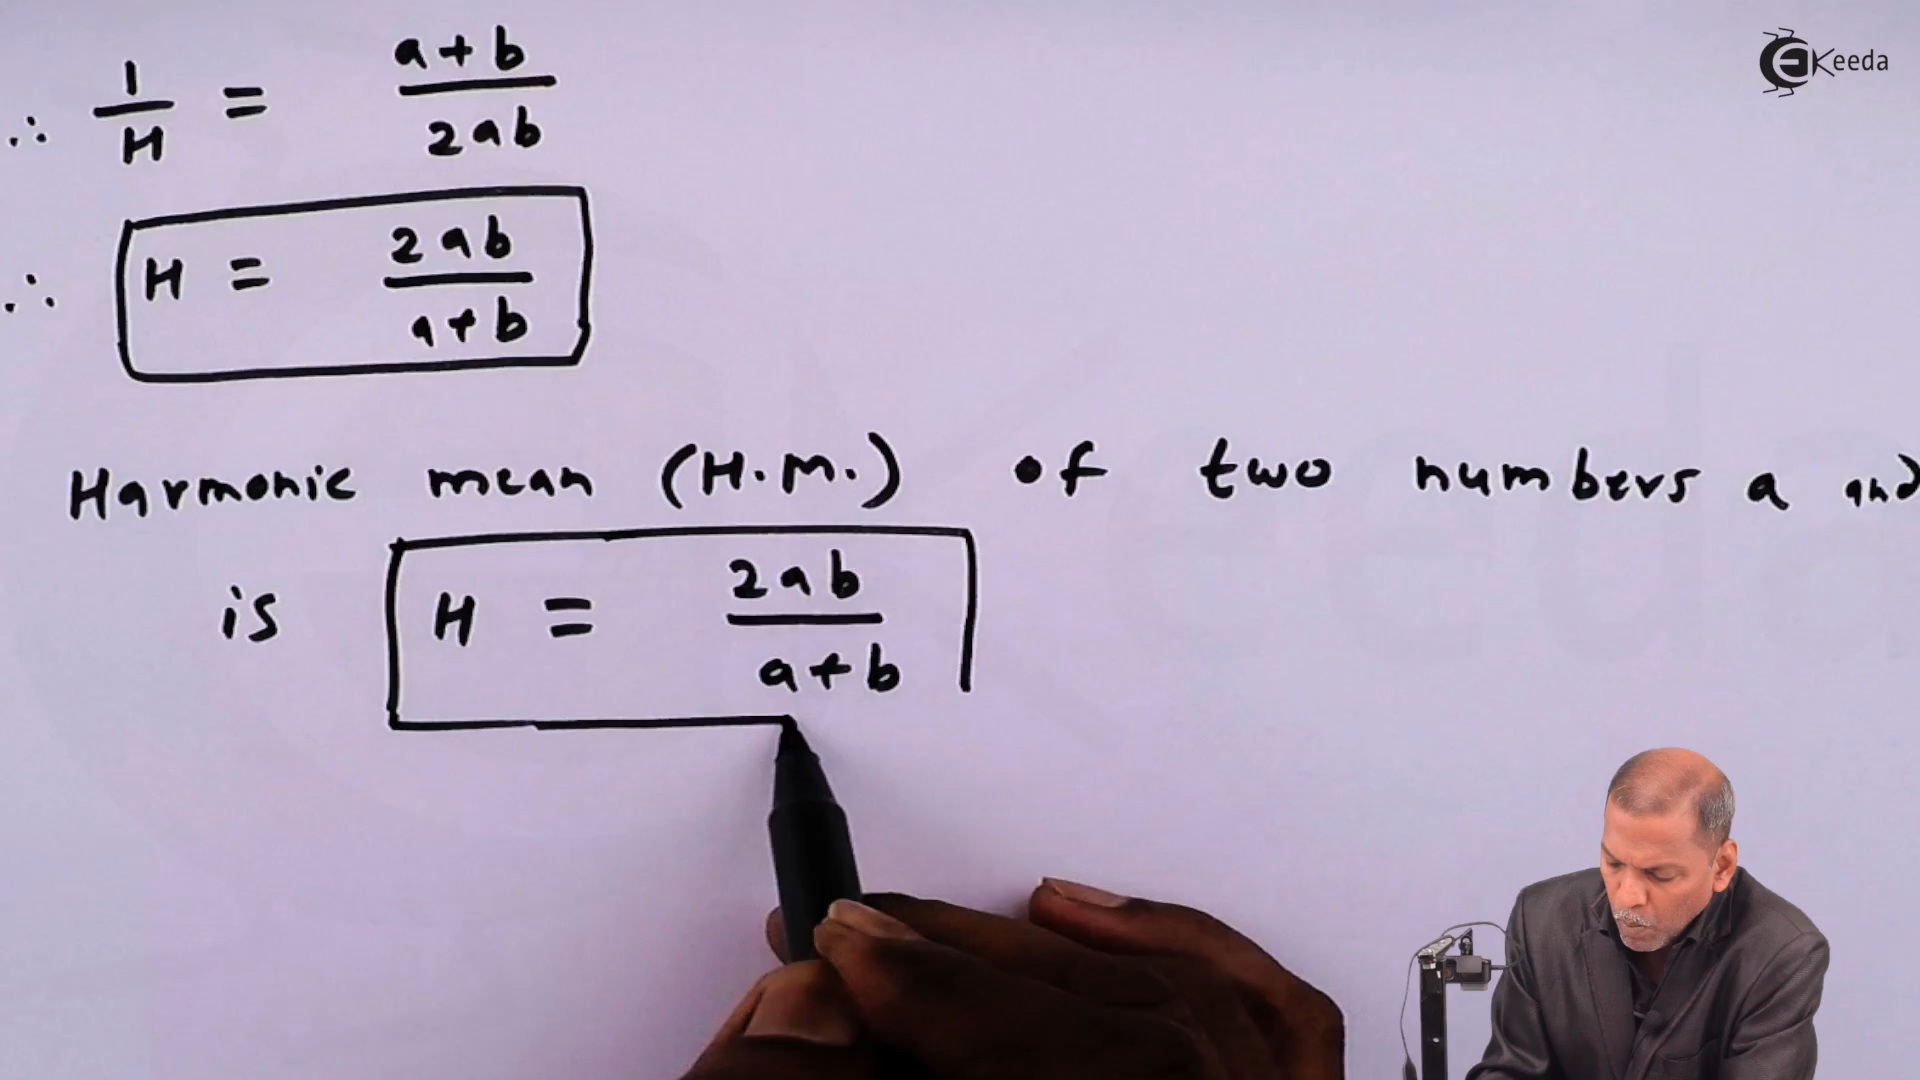 ∴ 1/H = a+b/2ab
Keeda
∴ H = 2ab/a+b
Harmonic mean (H.M.) of two numbers a and
is H = 2ab/a+b